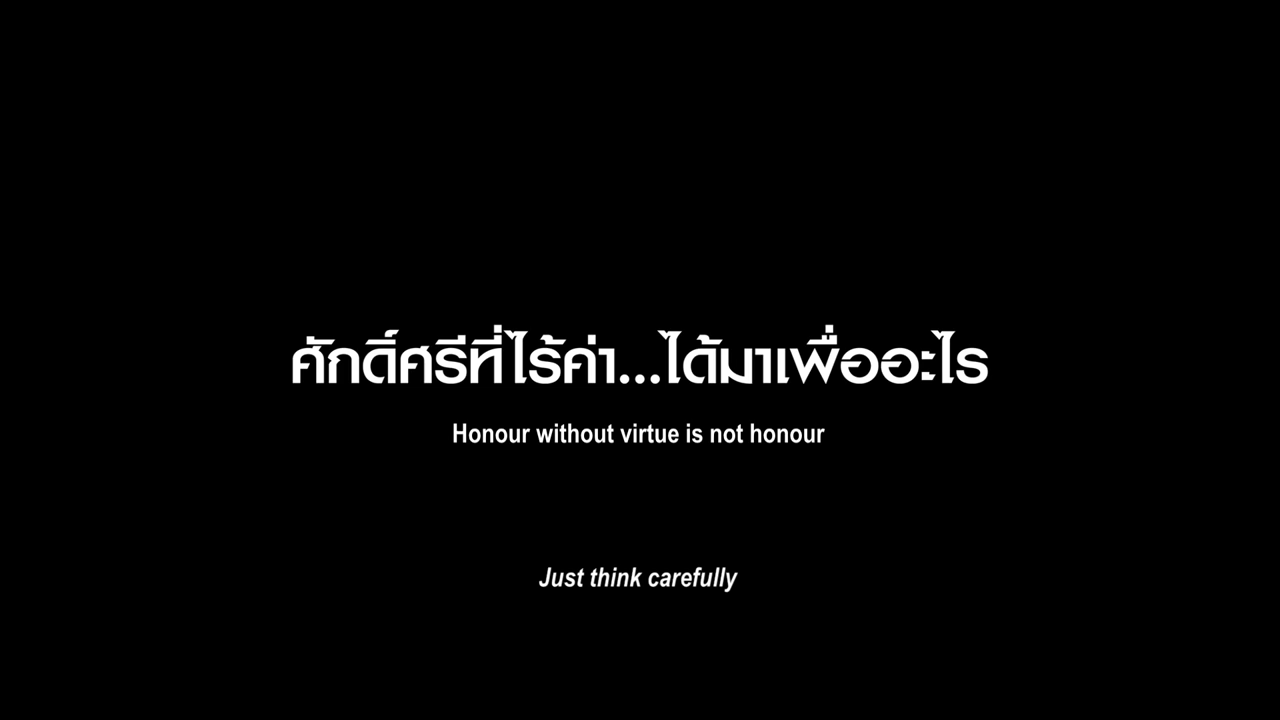 ศักดิ์ศรีที่ไร้ค่า...ได้มาเพื่ออะไร
Honour without virtue is not honour
Just think carefully